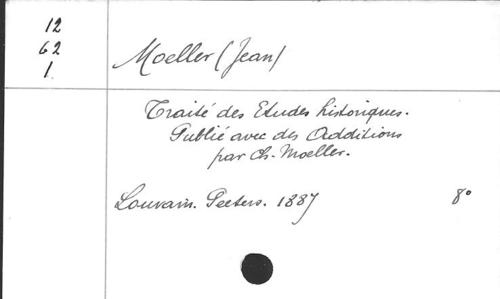 12
62
1.
Moeller (Jean)
Traité des Etudes historiques.
Publié avec des Additions
par Ch. Moeller.
Louvain. Peeters. 1887
8°